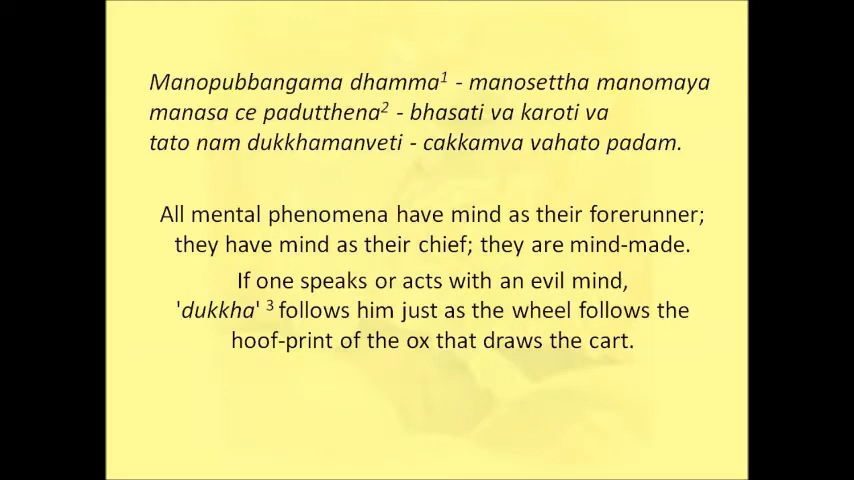 Manopubbangama dhamma¹ - manosettha manomaya
manasa ce padutthena² - bhasati va karoti va
tato nam dukkhamanveti - cakkamva vahato padam.
All mental phenomena have mind as their forerunner;
they have mind as their chief; they are mind-made.
If one speaks or acts with an evil mind,
'dukkha' ³ follows him just as the wheel follows the
hoof-print of the ox that draws the cart.